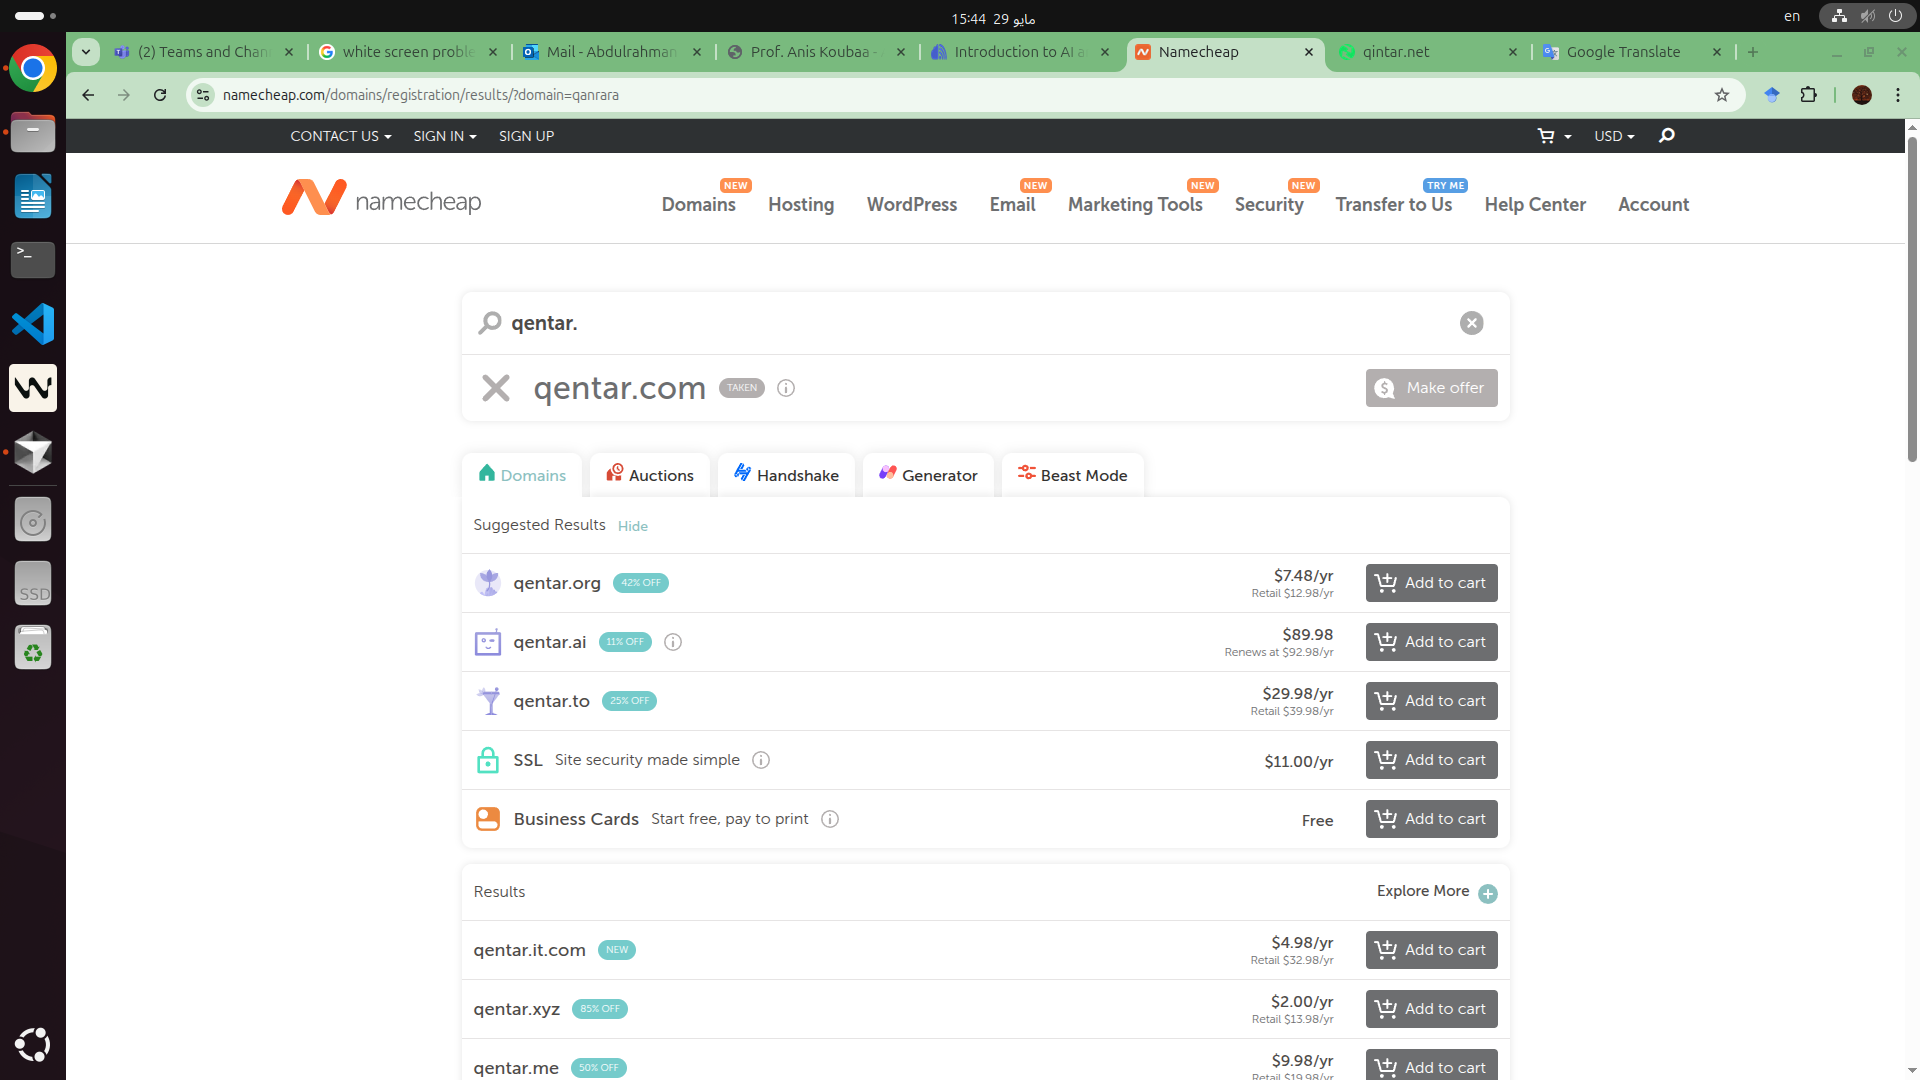 15:44 29 مايو
en
(2) Teams and Chan
white screen proble
Mail - Abdulrahman
Prof. Anis Koubaa -
Introduction to AI a
Namecheap
qintar.net
Google Translate
namecheap.com/domains/registration/results/?domain=qanrara
CONTACT US
SIGN IN
SIGN UP
USD
namecheap
Domains NEW
Hosting
WordPress
Email NEW
Marketing Tools NEW
Security NEW
Transfer to Us TRY ME
Help Center
Account
qentar.
qentar.com TAKEN
Make offer
Domains
Auctions
Handshake
Generator
Beast Mode
Suggested Results Hide
qentar.org 42% OFF $7.48/yr Add to cart
Retail $12.98/yr
qentar.ai 11% OFF $89.98 Add to cart
Renews at $92.98/yr
qentar.to 25% OFF $29.98/yr Add to cart
Retail $39.98/yr
SSL Site security made simple $11.00/yr Add to cart
Business Cards Start free, pay to print Free Add to cart
Results Explore More
qentar.it.com NEW $4.98/yr Add to cart
Retail $32.98/yr
qentar.xyz 85% OFF $2.00/yr Add to cart
Retail $13.98/yr
qentar.me 50% OFF $9.98/yr Add to cart
Retail $19.98/yr
SSD